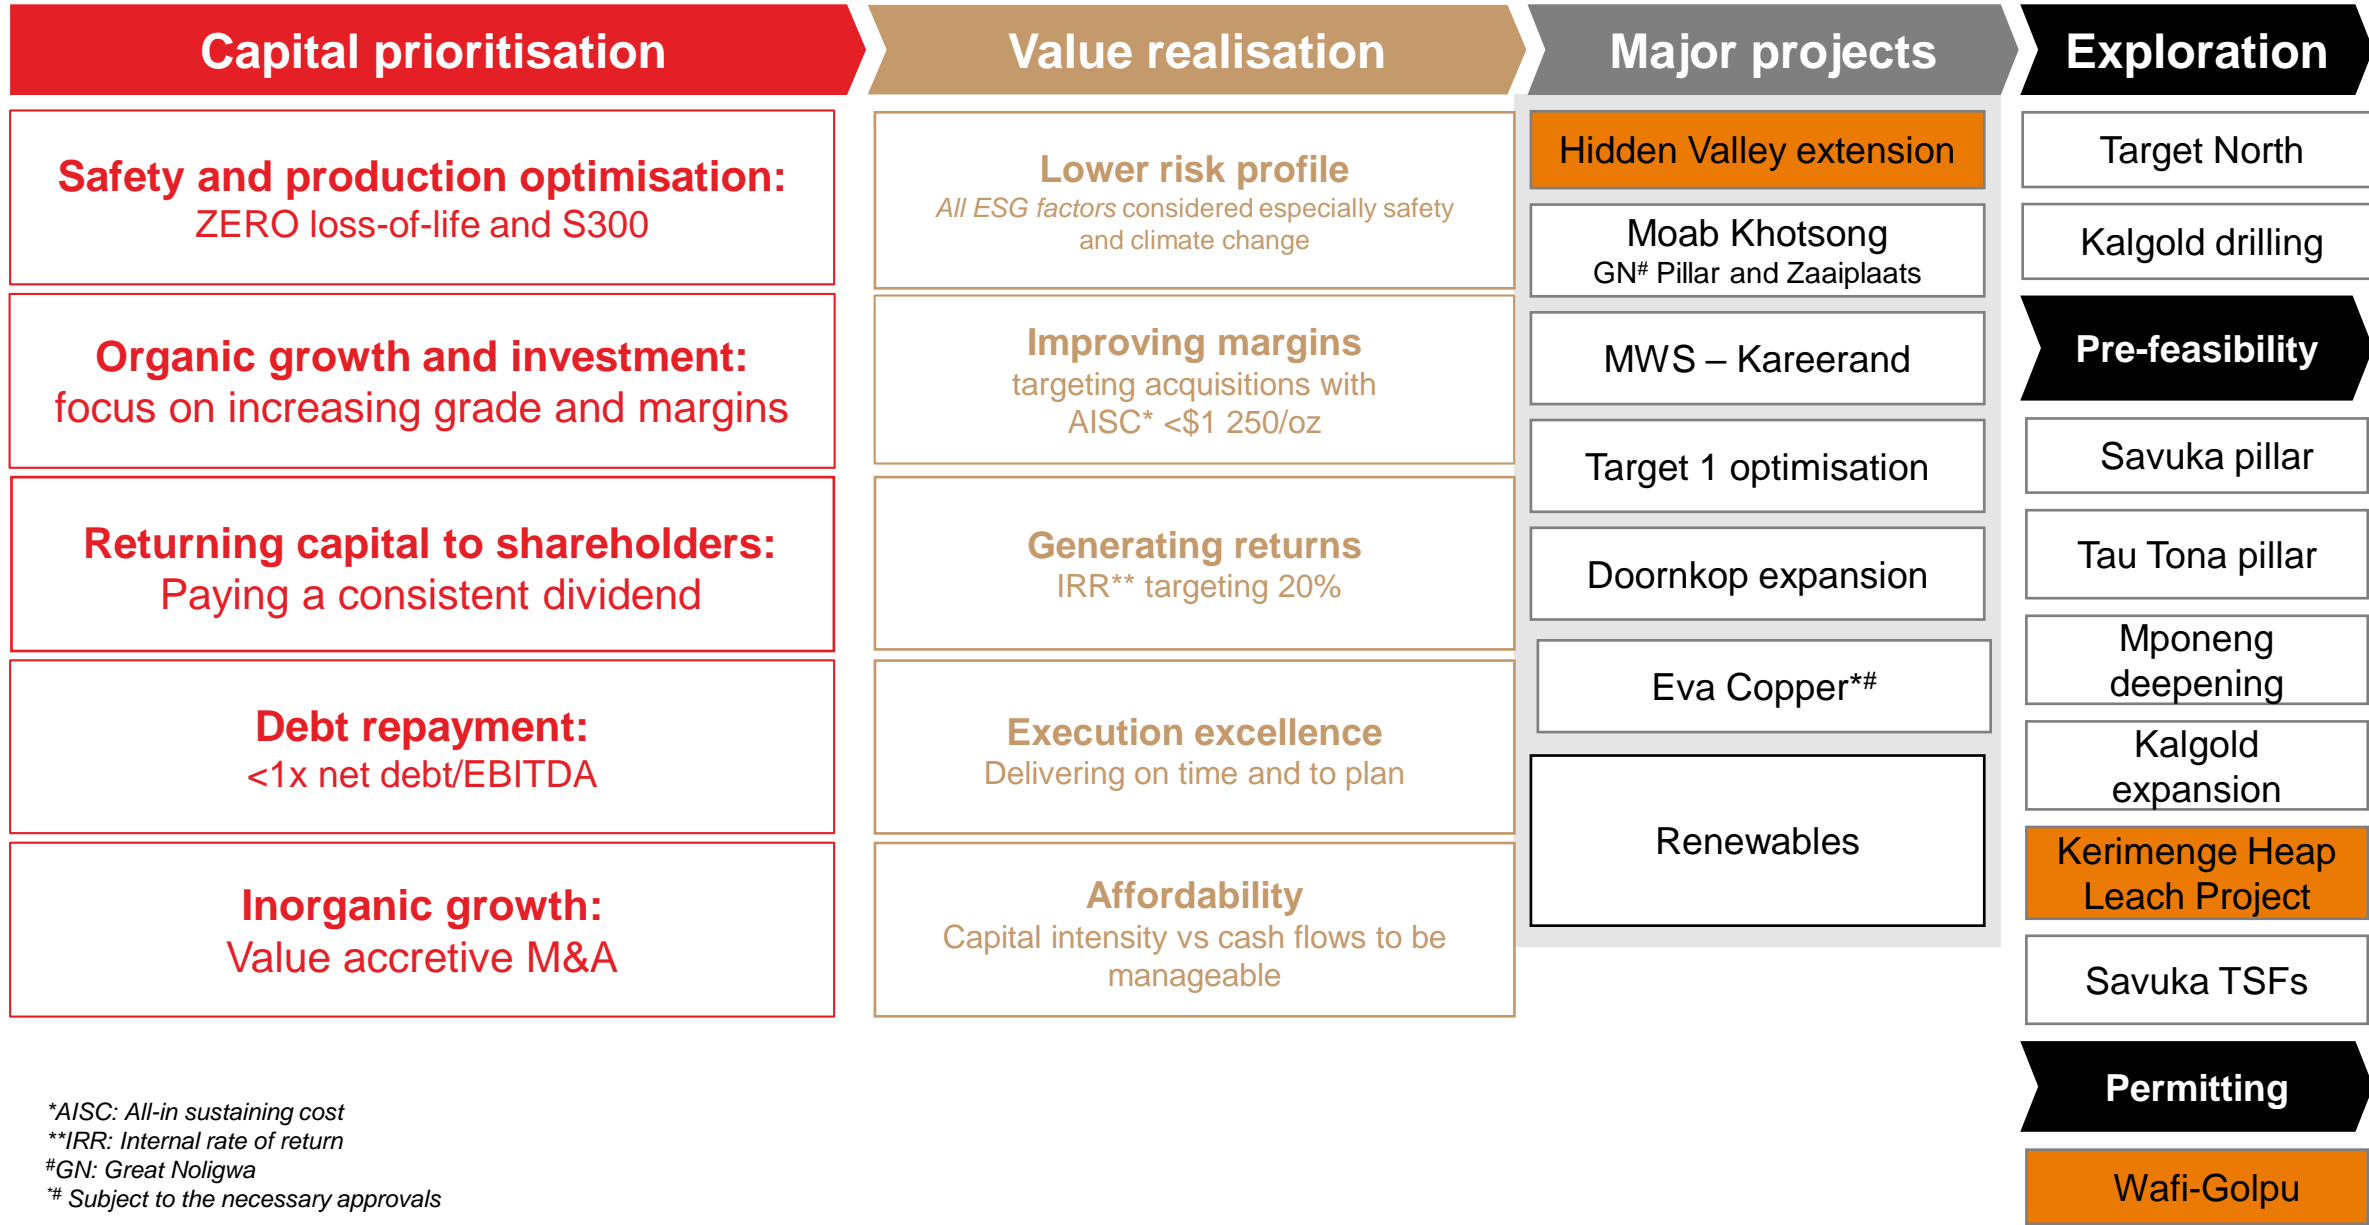 Capital prioritisation
Safety and production optimisation:
ZERO loss-of-life and S300
Organic growth and investment:
focus on increasing grade and margins
Returning capital to shareholders:
Paying a consistent dividend
Debt repayment:
<1x net debt/EBITDA
Inorganic growth:
Value accretive M&A
Value realisation
Lower risk profile
All ESG factors considered especially safety
and climate change
Improving margins
targeting acquisitions with
AISC* <$1 250/oz
Generating returns
IRR** targeting 20%
Execution excellence
Delivering on time and to plan
Affordability
Capital intensity vs cash flows to be
manageable
Major projects
Hidden Valley extension
Moab Khotsong
GN# Pillar and Zaaiplaats
MWS – Kareerand
Target 1 optimisation
Doornkop expansion
Eva Copper*#
Renewables
Exploration
Target North
Kalgold drilling
Pre-feasibility
Savuka pillar
Tau Tona pillar
Mponeng
deepening
Kalgold
expansion
Kerimenge Heap
Leach Project
Savuka TSFs
Permitting
Wafi-Golpu
*AISC: All-in sustaining cost
**IRR: Internal rate of return
#GN: Great Noligwa
*# Subject to the necessary approvals